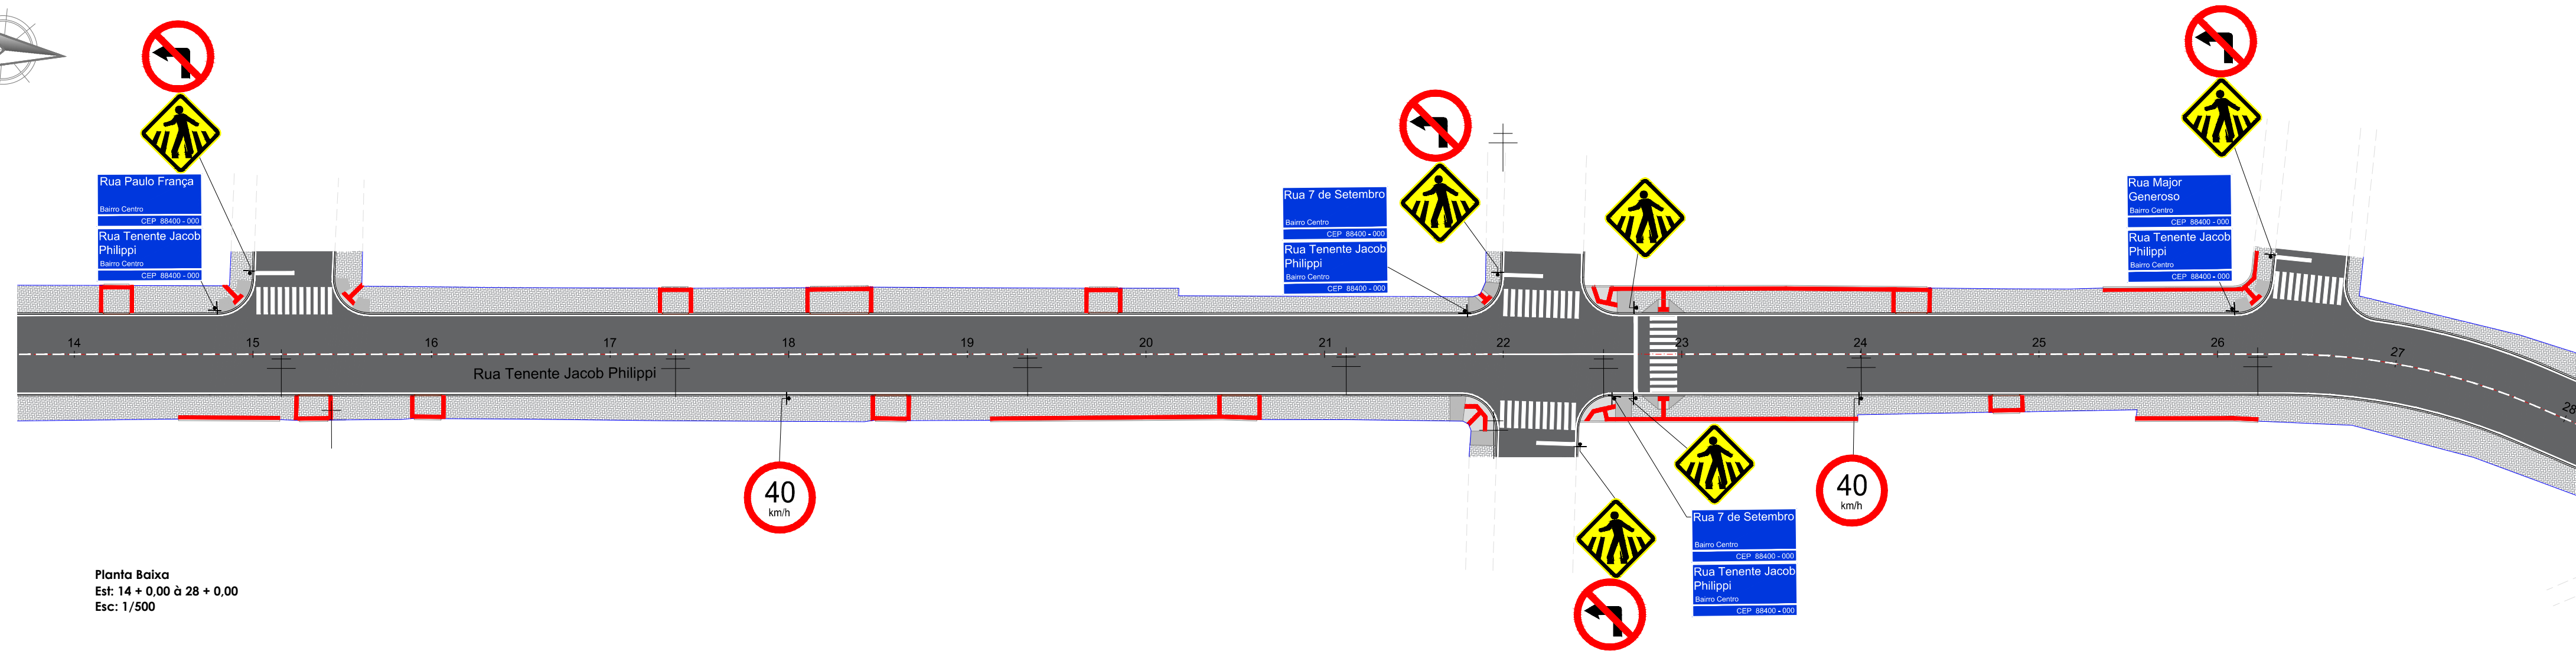 Rua Paulo França
Bairro Centro
CEP 88400 - 000
Rua Tenente Jacob
Philippi
Bairro Centro
CEP 88400 - 000
Rua 7 de Setembro
Bairro Centro
CEP 88400 - 000
Rua Tenente Jacob
Philippi
Bairro Centro
CEP 88400 - 000
Rua Major
Generoso
Bairro Centro
CEP 88400 - 000
Rua Tenente Jacob
Philippi
Bairro Centro
CEP 88400 - 000
14 15 16 17 18 19 20 21 22 23 24 25 26 27 28
Rua Tenente Jacob Philippi
40
km/h
40
km/h
Rua 7 de Setembro
Bairro Centro
CEP 88400 - 000
Rua Tenente Jacob
Philippi
Bairro Centro
CEP 88400 - 000
Planta Baixa
Est: 14 + 0,00 à 28 + 0,00
Esc: 1/500